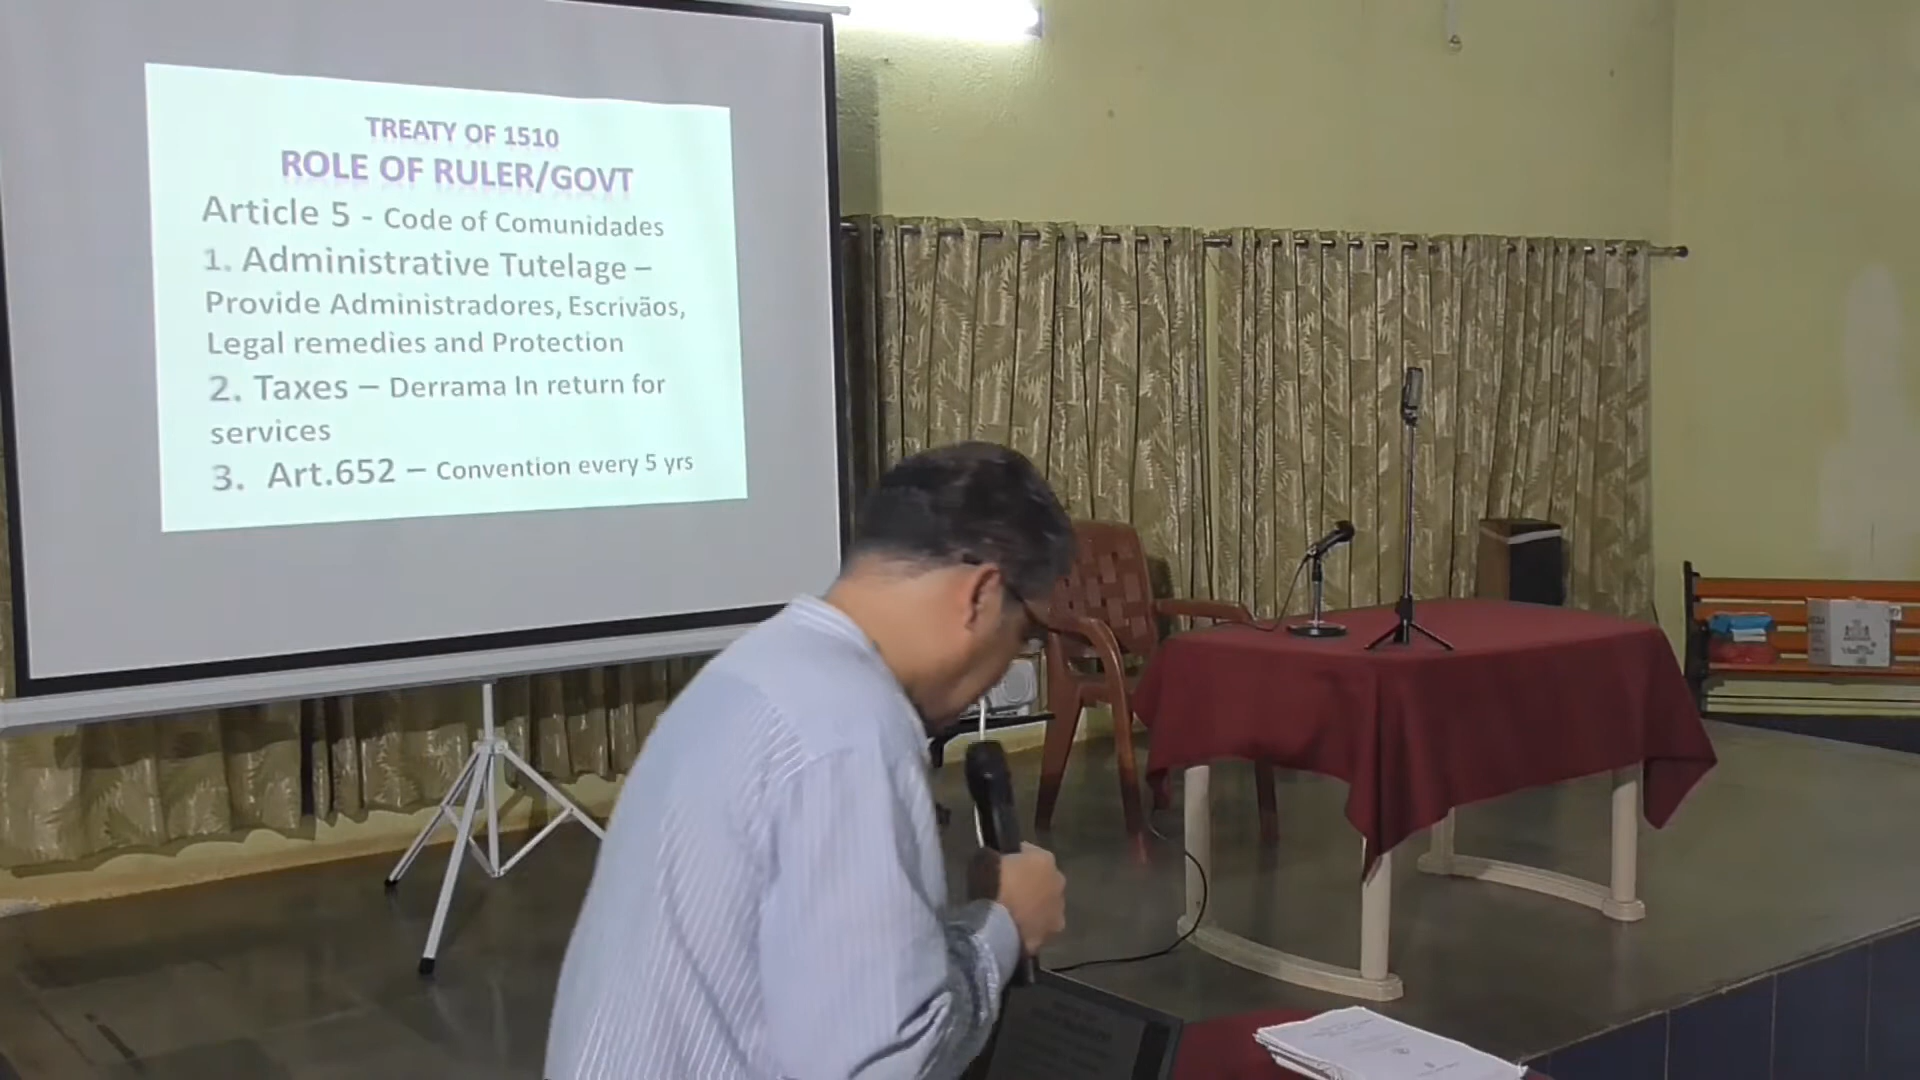 TREATY OF 1510
ROLE OF RULER/GOVT
Article 5 - Code of Comunidades
1. Administrative Tutelage –
Provide Administradores, Escrivãos,
Legal remedies and Protection
2. Taxes – Derrama In return for
services
3. Art.652 – Convention every 5 yrs